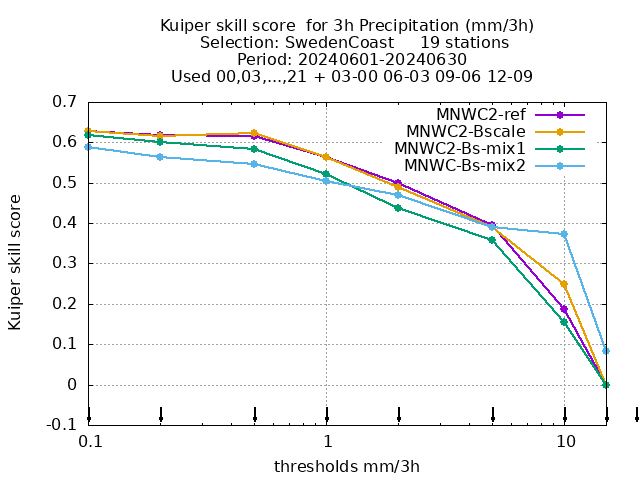 Kuiper skill score  for 3h Precipitation (mm/3h)
Selection: SwedenCoast     19 stations
Period: 20240601-20240630
Used 00,03,...,21 + 03-00 06-03 09-06 12-09
MNWC2-ref
MNWC2-Bscale
MNWC2-Bs-mix1
MNWC-Bs-mix2
0.7
0.6
0.5
0.4
0.3
0.2
0.1
0
-0.1
Kuiper skill score
0.1 1 10
thresholds mm/3h